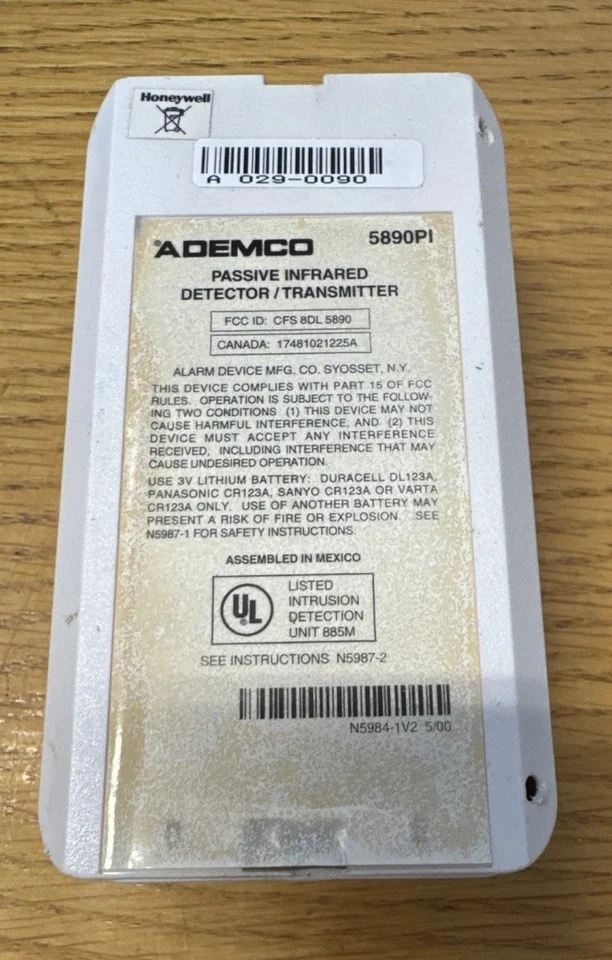 Honeywell
A 029-0090
ADEMCO
5890PI
PASSIVE INFRARED
DETECTOR / TRANSMITTER
FCC ID: CFS 8DL 5890
CANADA: 17481021225A
ALARM DEVICE MFG. CO. SYOSSET, N.Y.
THIS DEVICE COMPLIES WITH PART 15 OF FCC
RULES. OPERATION IS SUBJECT TO THE FOLLOW-
ING TWO CONDITIONS (1) THIS DEVICE MAY NOT
CAUSE HARMFUL INTERFERENCE, AND (2) THIS
DEVICE MUST ACCEPT ANY INTERFERENCE
RECEIVED, INCLUDING INTERFERENCE THAT MAY
CAUSE UNDESIRED OPERATION.
USE 3V LITHIUM BATTERY: DURACELL DL123A,
PANASONIC CR123A, SANYO CR123A OR VARTA
CR123A ONLY. USE OF ANOTHER BATTERY MAY
PRESENT A RISK OF FIRE OR EXPLOSION. SEE
N5987-1 FOR SAFETY INSTRUCTIONS.
ASSEMBLED IN MEXICO
UL
LISTED
INTRUSION
DETECTION
UNIT 885M
SEE INSTRUCTIONS N5987-2
N5984-1V2 5/00